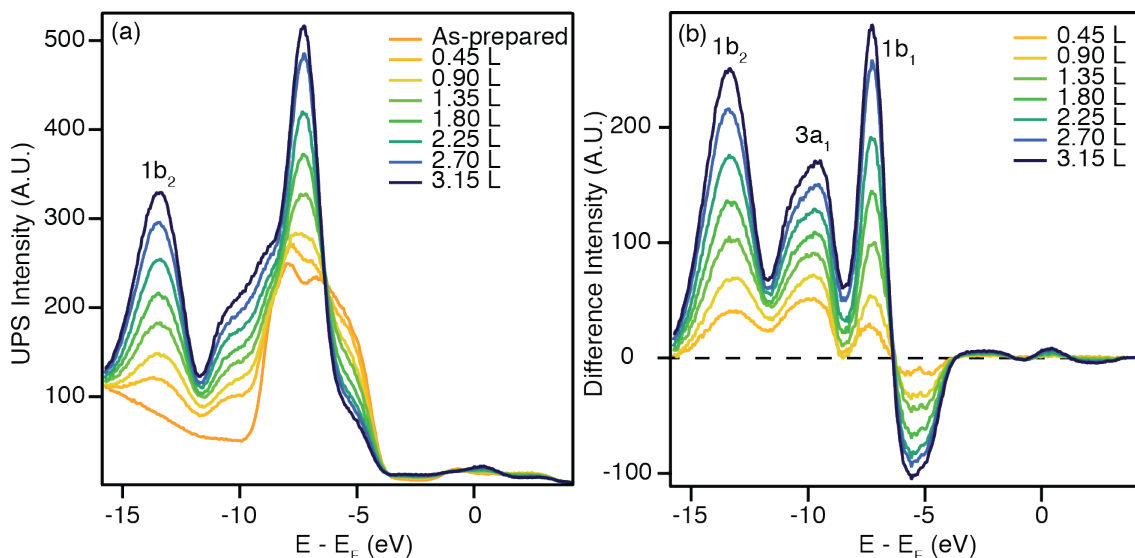 (a)
500
400
300
200
100
UPS Intensity (A.U.)
1b₂
As-prepared
0.45 L
0.90 L
1.35 L
1.80 L
2.25 L
2.70 L
3.15 L
-15
-10
-5
0
E - E_F (eV)
(b)
200
100
0
-100
Difference Intensity (A.U.)
1b₂
3a₁
1b₁
0.45 L
0.90 L
1.35 L
1.80 L
2.25 L
2.70 L
3.15 L
-15
-10
-5
0
E - E_F (eV)